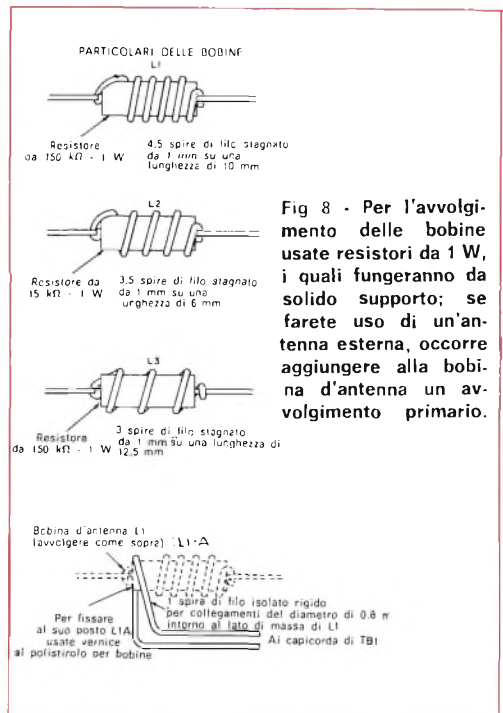 PARTICOLARI DELLE BOBINE
L1
Resistore
da 150 kΩ - 1 W
4,5 spire di filo stagnato
da 1 mm su una
lunghezza di 10 mm
L2
Resistore da
15 kΩ - 1 W
3,5 spire di filo stagnato
da 1 mm su una
unghezza di 6 mm
L3
Resistore
da 150 kΩ - 1 W
3 spire di filo stagnato
da 1 mm su una lunghezza di
12,5 mm
Fig 8 - Per l'avvolgi-
mento delle bobine
usate resistori da 1 W,
i quali fungeranno da
solido supporto; se
farete uso di un'an-
tenna esterna, occorre
aggiungere alla bobi-
na d'antenna un av-
volgimento primario.
Bobina d'antenna L1
(avvolgere come sopra)
L1-A
spire di filo isolato rigido
per collegamenti del diametro di 0.8 m
intorno al lato di massa di L1
Per fissare
al suo posto L1A
usate vernice
al polistirolo per bobine
Ai capicorda di TB1